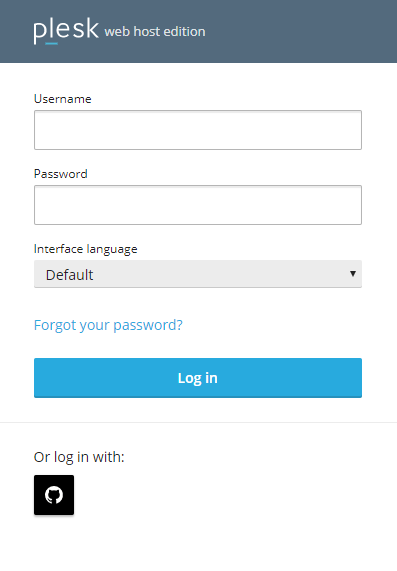 plesk web host edition
Username
Password
Interface language
Default
Forgot your password?
Log in
Or log in with: